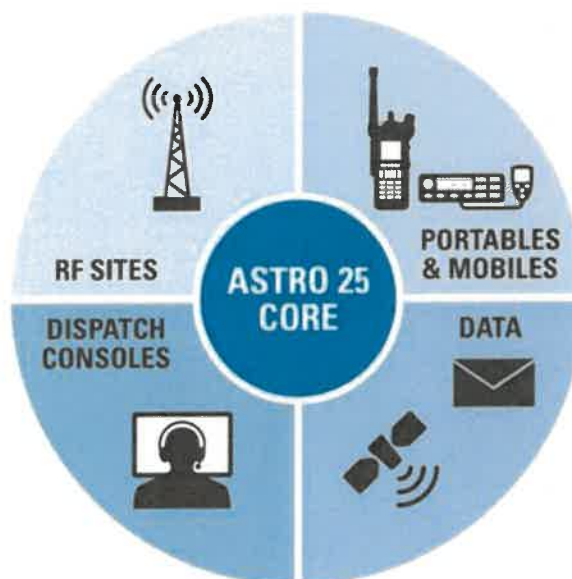 RF SITES
PORTABLES
& MOBILES
ASTRO 25
CORE
DISPATCH
CONSOLES
DATA